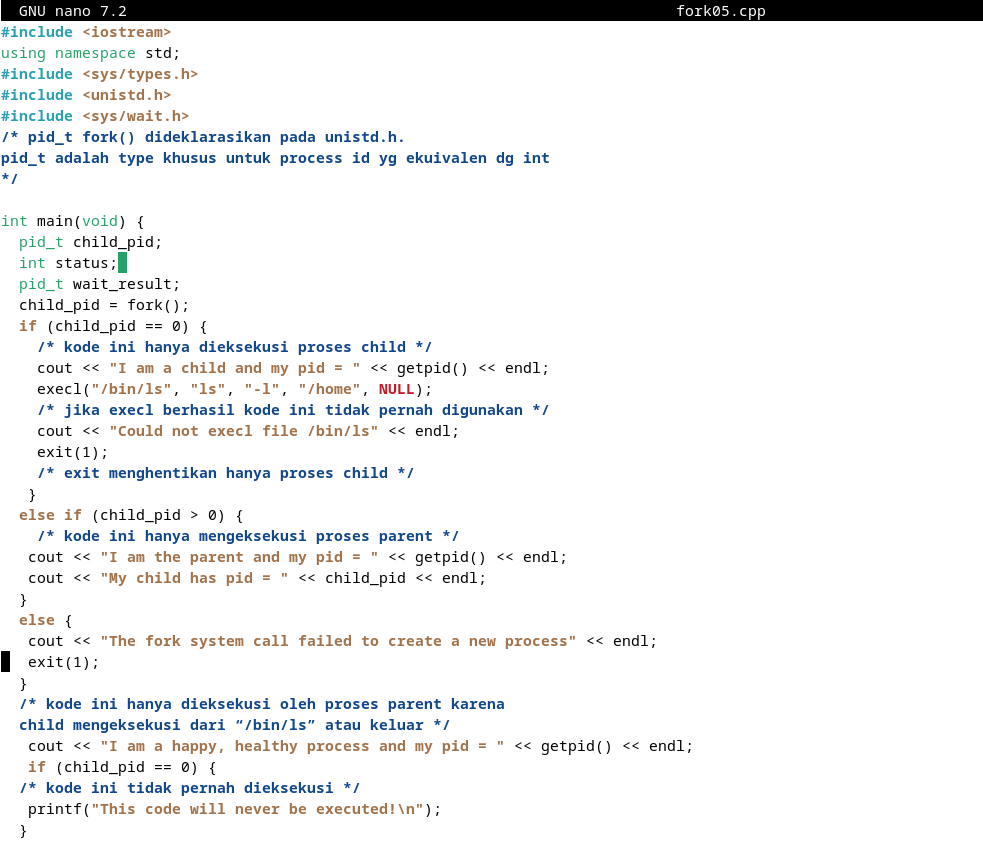 GNU nano 7.2 fork05.cpp
#include <iostream>
using namespace std;
#include <sys/types.h>
#include <unistd.h>
#include <sys/wait.h>
/* pid_t fork() dideklarasikan pada unistd.h.
pid_t adalah type khusus untuk process id yg ekuivalen dg int
*/

int main(void) {
  pid_t child_pid;
  int status;
  pid_t wait_result;
  child_pid = fork();
  if (child_pid == 0) {
    /* kode ini hanya dieksekusi proses child */
    cout << "I am a child and my pid = " << getpid() << endl;
    execl("/bin/ls", "ls", "-l", "/home", NULL);
    /* jika execl berhasil kode ini tidak pernah digunakan */
    cout << "Could not execl file /bin/ls" << endl;
    exit(1);
    /* exit menghentikan hanya proses child */
   }
  else if (child_pid > 0) {
    /* kode ini hanya mengeksekusi proses parent */
   cout << "I am the parent and my pid = " << getpid() << endl;
   cout << "My child has pid = " << child_pid << endl;
  }
  else {
   cout << "The fork system call failed to create a new process" << endl;
   exit(1);
  }
  /* kode ini hanya dieksekusi oleh proses parent karena
  child mengeksekusi dari “/bin/ls” atau keluar */
   cout << "I am a happy, healthy process and my pid = " << getpid() << endl;
   if (child_pid == 0) {
  /* kode ini tidak pernah dieksekusi */
   printf("This code will never be executed!\n");
  }